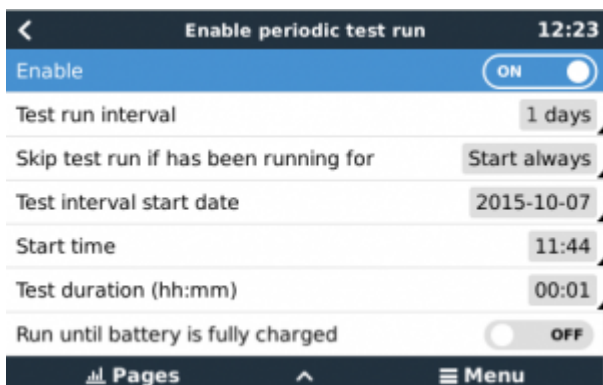 Enable periodic test run 12:23
Enable ON
Test run interval 1 days
Skip test run if has been running for Start always
Test interval start date 2015-10-07
Start time 11:44
Test duration (hh:mm) 00:01
Run until battery is fully charged OFF
Pages Menu